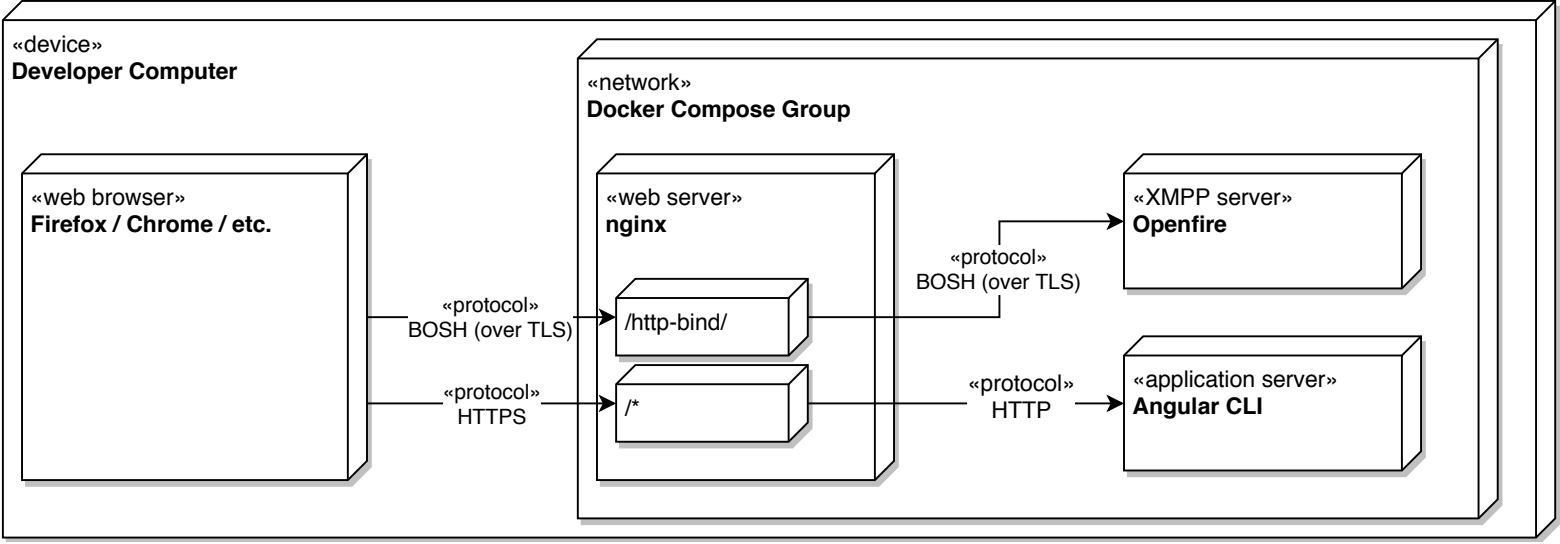 «device»
Developer Computer
«network»
Docker Compose Group
«web browser»
Firefox / Chrome / etc.
«web server»
nginx
«XMPP server»
Openfire
«protocol»
BOSH (over TLS)
«protocol»
BOSH (over TLS)
/http-bind/
«protocol»
HTTPS
/*
«protocol»
HTTP
«application server»
Angular CLI